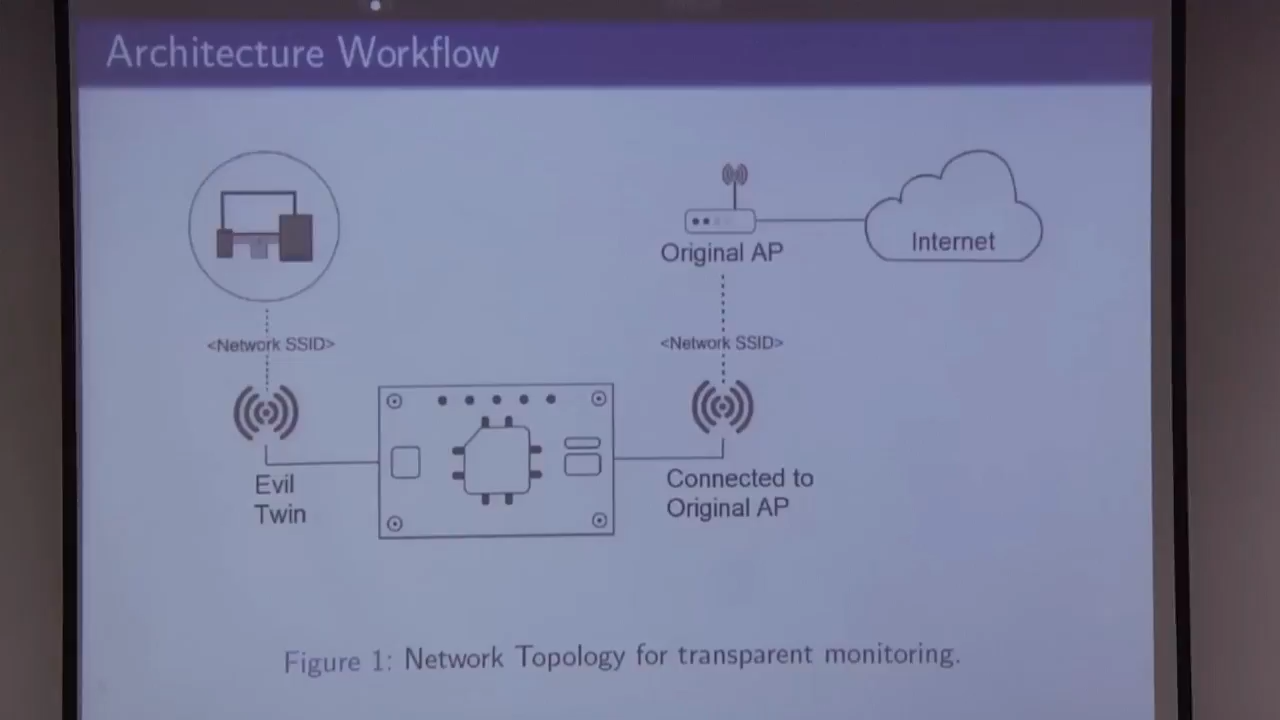 Architecture Workflow
Original AP
Internet
<Network SSID>
<Network SSID>
Evil
Twin
Connected to
Original AP
Figure 1: Network Topology for transparent monitoring.